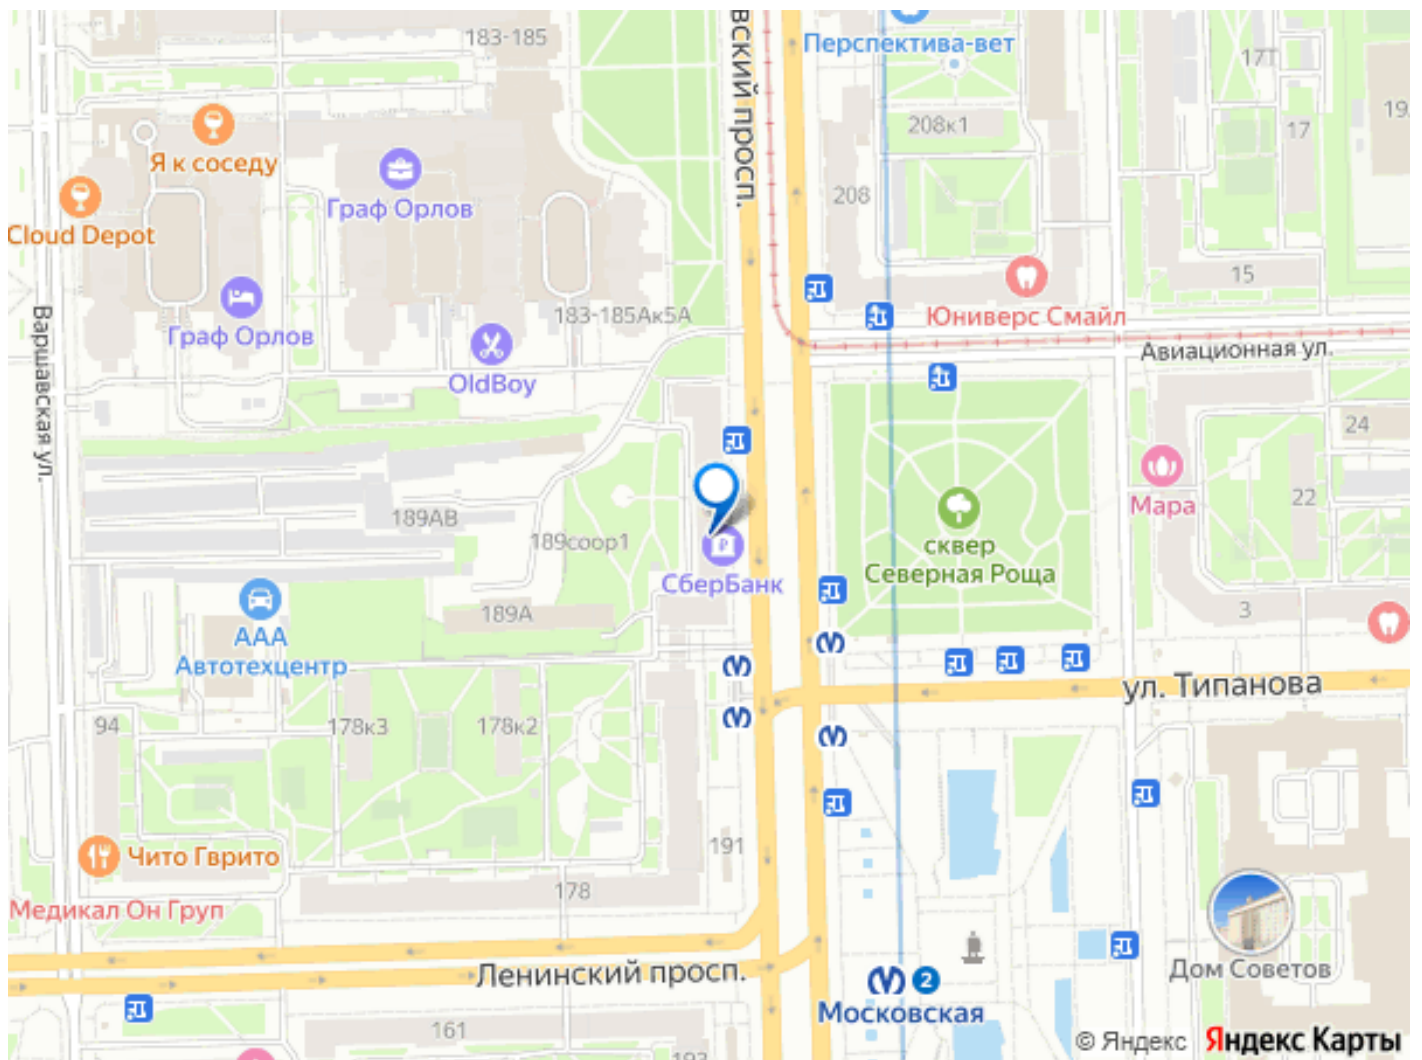 183-185
вский просп.
Перспектива-вет
17Т
19
208к1
17
Я к соседу
Граф Орлов
208
Cloud Depot
15
Граф Орлов
183-185Ак5А
Юниверс Смайл
Варшавская ул.
OldBoy
Авиационная ул.
24
Мара
22
189АВ
189соор1
сквер
Северная Роща
СберБанк
189А
3
ААА
Автотехцентр
ул. Типанова
94
178к3
178к2
191
Чито Гврито
178
Медикал Он Груп
Ленинский просп.
2
Московская
Дом Советов
161
193
© Яндекс Яндекс Карты